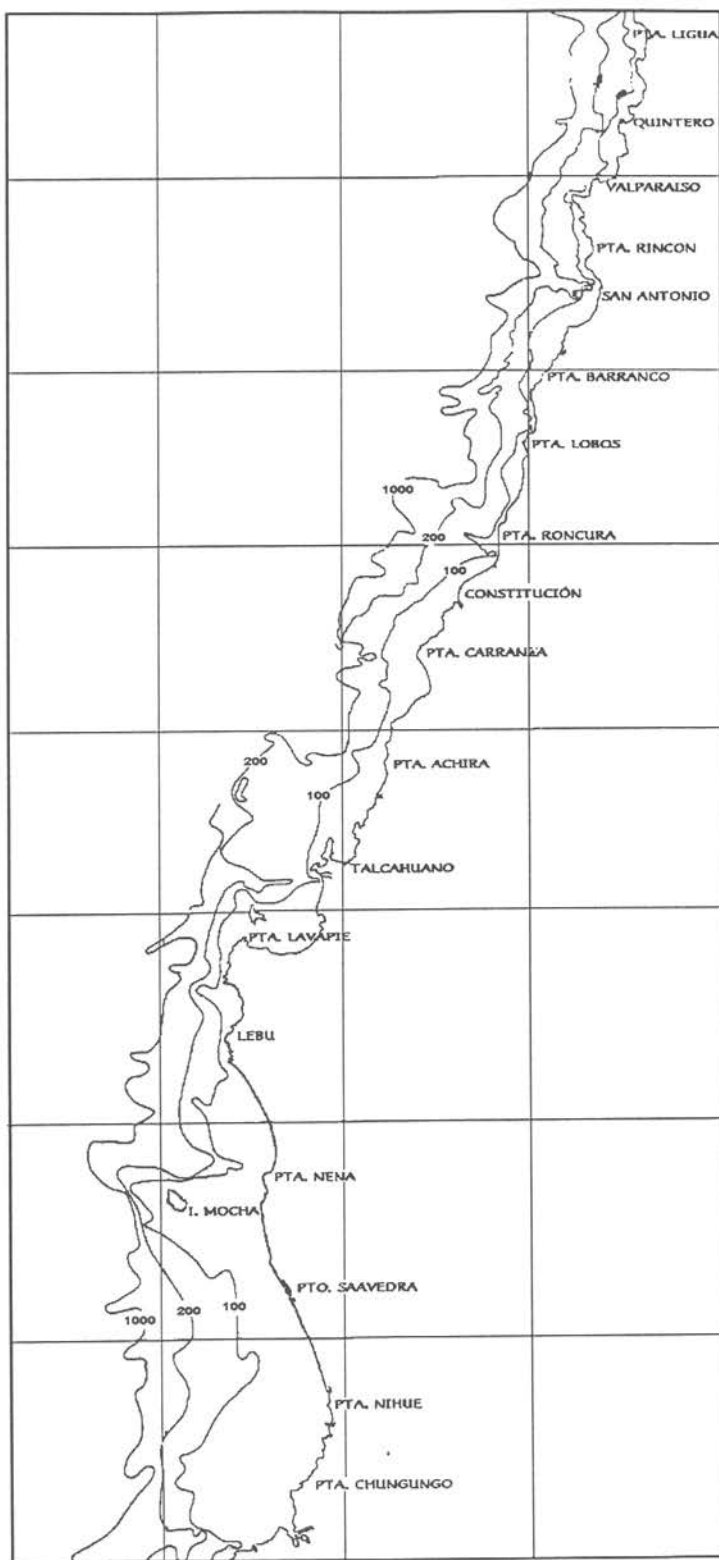 PTA. LIGUA
QUINTERO
VALPARAISO
PTA. RINCON
SAN ANTONIO
PTA. BARRANCO
PTA. LOBOS
1000
200
PTA. RONCURA
100
CONSTITUCIÓN
PTA. CARRANZA
200
PTA. ACHIRA
100
TALCAHUANO
PTA. LAVAPIE
LEBU
PTA. NENA
I. MOCHA
PTO. SAAVEDRA
100
200
1000
PTA. NIHUE
PTA. CHUNGUNGO